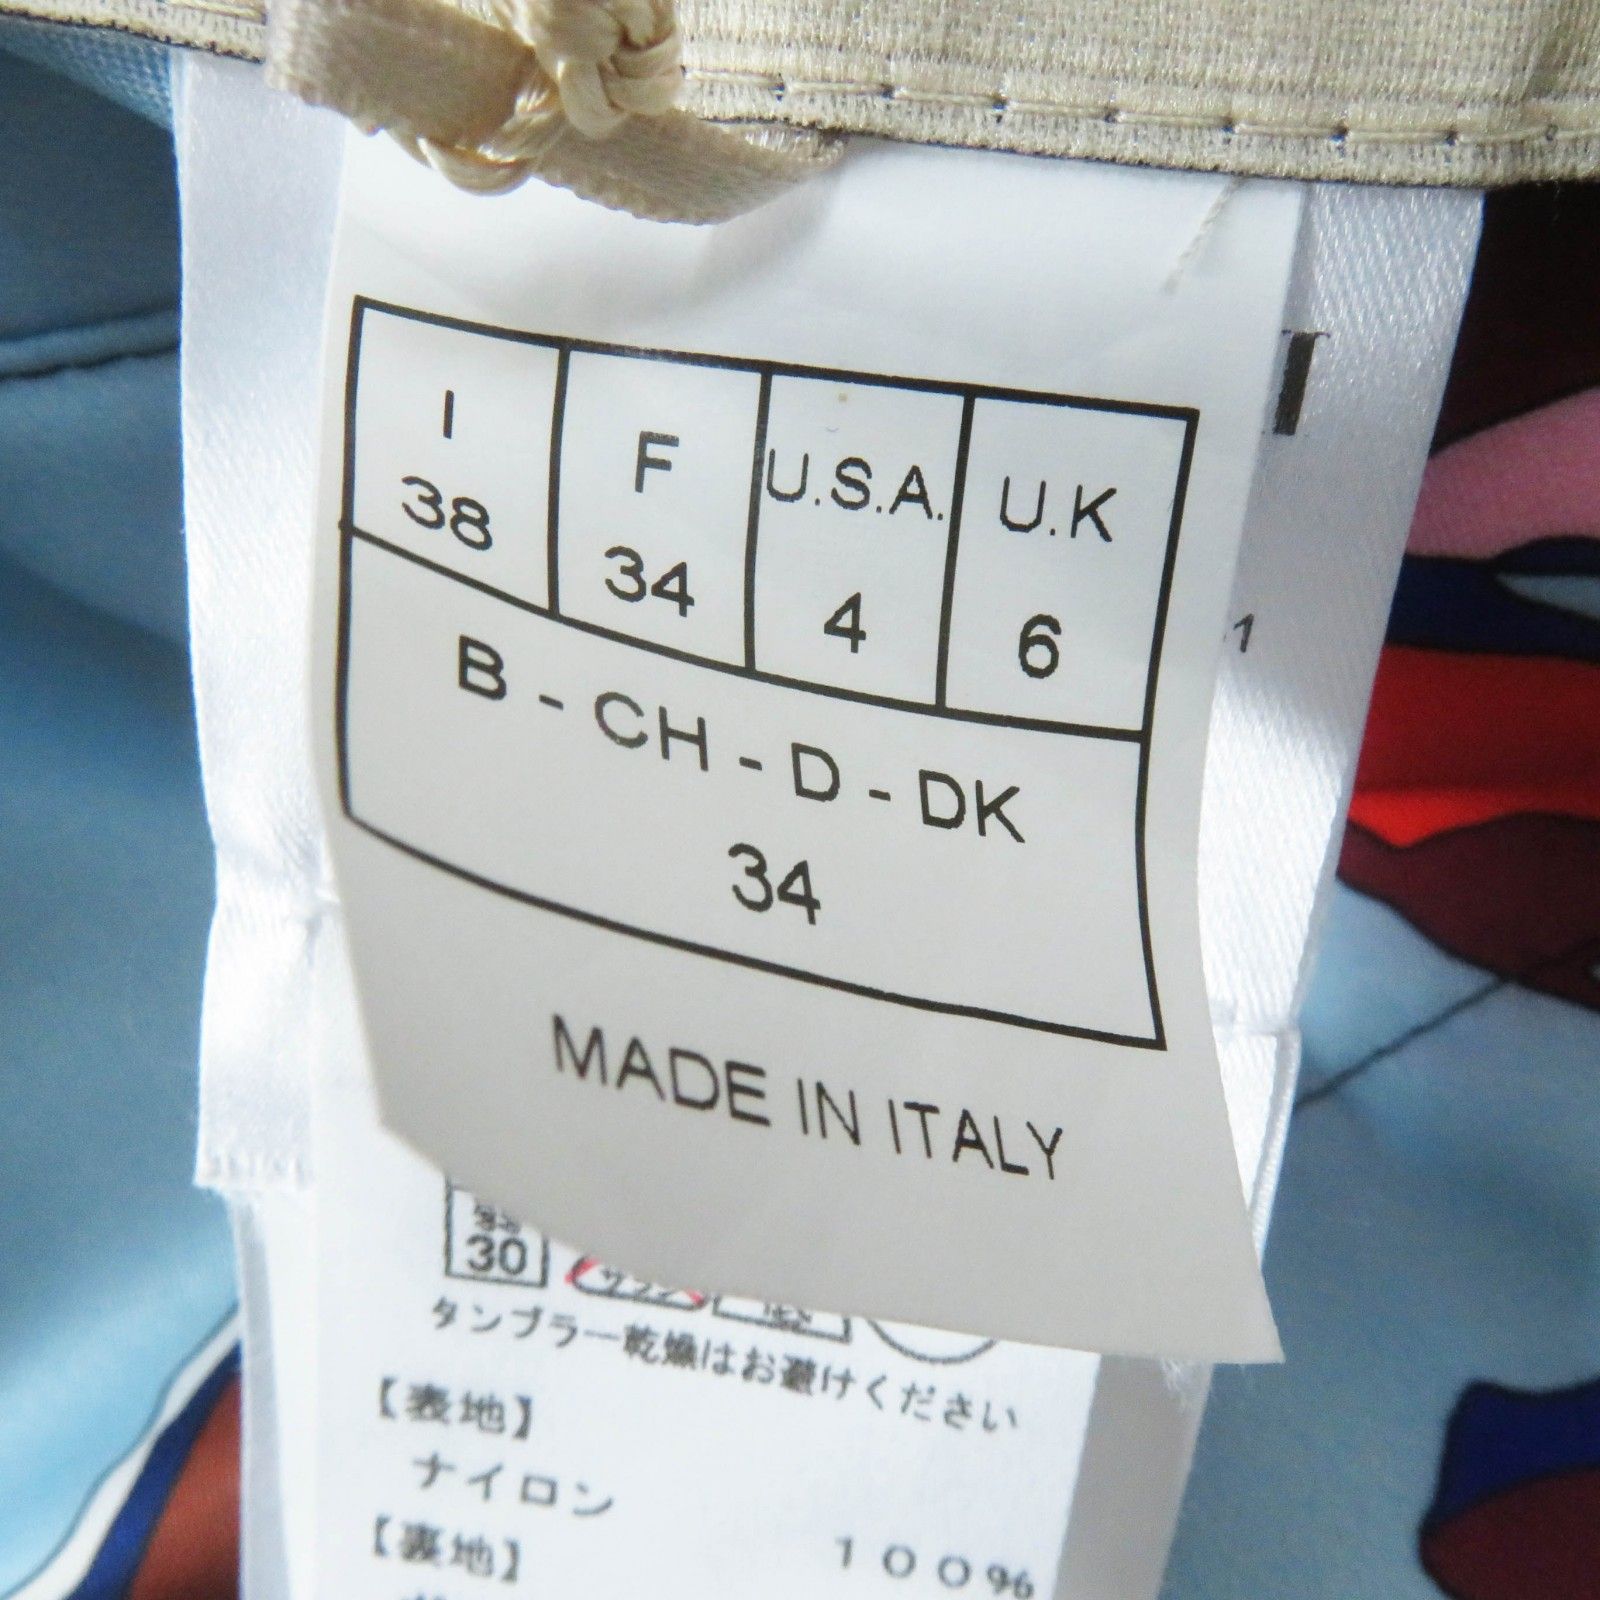 I F U.S.A. U.K
38 34 4 6
B - CH - D - DK
34
MADE IN ITALY
1
30
タンブラー乾燥はお避けください
【表地】
ナイロン
100%
【裏地】